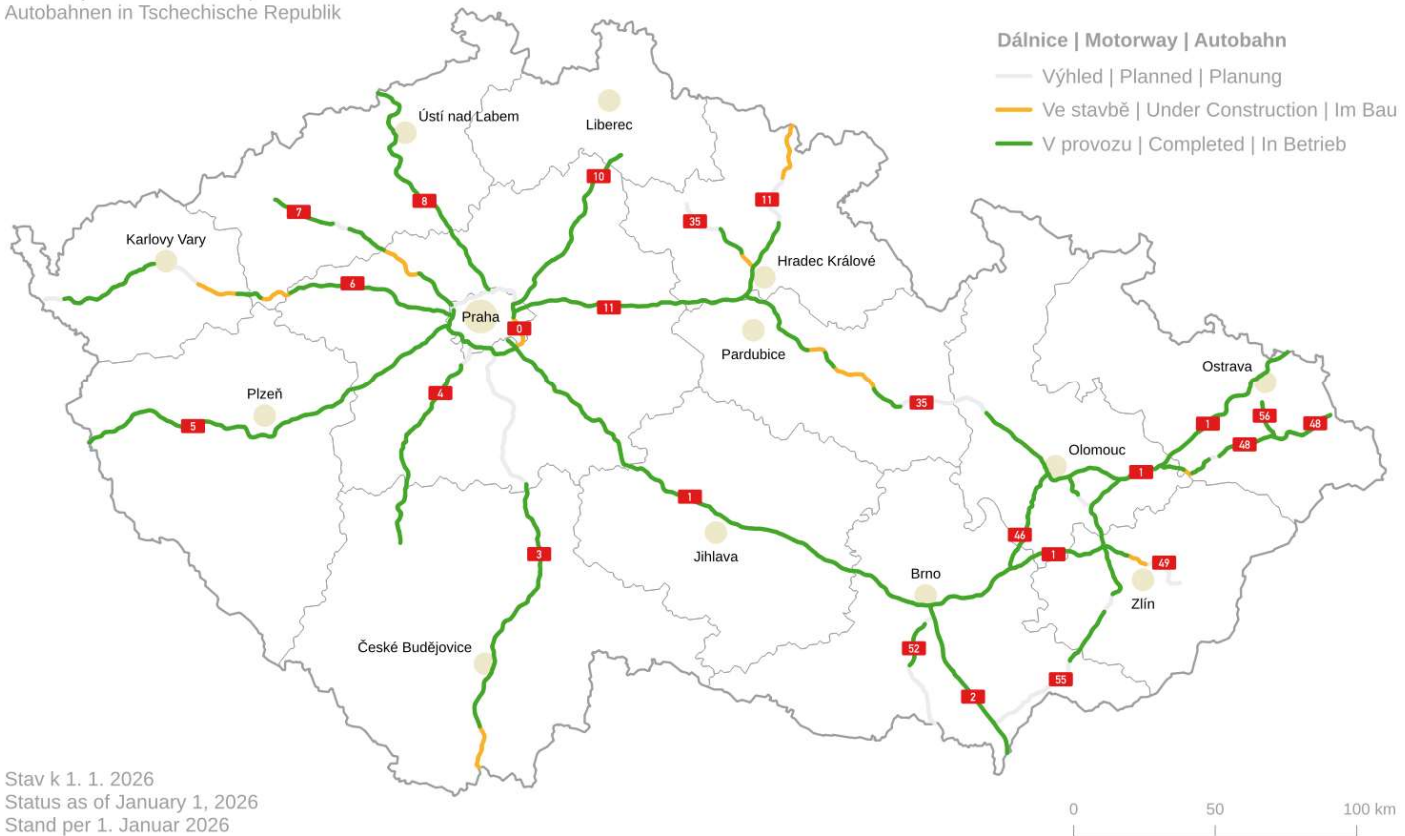 Autobahnen in Tschechische Republik
Dálnice | Motorway | Autobahn
Výhled | Planned | Planung
Ve stavbě | Under Construction | Im Bau
V provozu | Completed | In Betrieb
Ústí nad Labem
Liberec
10
8
11
7
35
Karlovy Vary
Hradec Králové
6
11
Praha
0
Pardubice
Ostrava
Plzeň
4
35
5
1
56
48
48
Olomouc
1
1
46
3
Jihlava
1
49
Brno
Zlín
České Budějovice
52
55
2
Stav k 1. 1. 2026
Status as of January 1, 2026
Stand per 1. Januar 2026
0
50
100 km